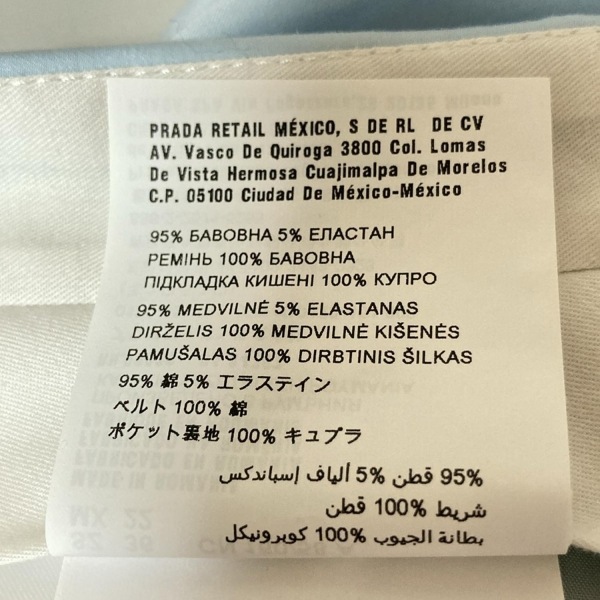 PRADA RETAIL MÉXICO, S DE RL DE CV
AV. Vasco De Quiroga 3800 Col. Lomas
De Vista Hermosa Cuajimalpa De Morelos
C.P. 05100 Ciudad De México-México
95% БАВОВНА 5% ЕЛАСТАН
РЕМІНЬ 100% БАВОВНА
ПІДКЛАДКА КИШЕНІ 100% КУПРО
95% MEDVILNĖ 5% ELASTANAS
DIRŽELIS 100% MEDVILNĖ KIŠENĖS
PAMUŠALAS 100% DIRBTINIS ŠILKAS
95% 綿 5% エラステイン
ベルト 100% 綿
ポケット裏地 100% キュプラ
95% قطن 5% ألياف إسباندكس
شريط 100% قطن
بطانة الجيوب 100% كوبرونيكل